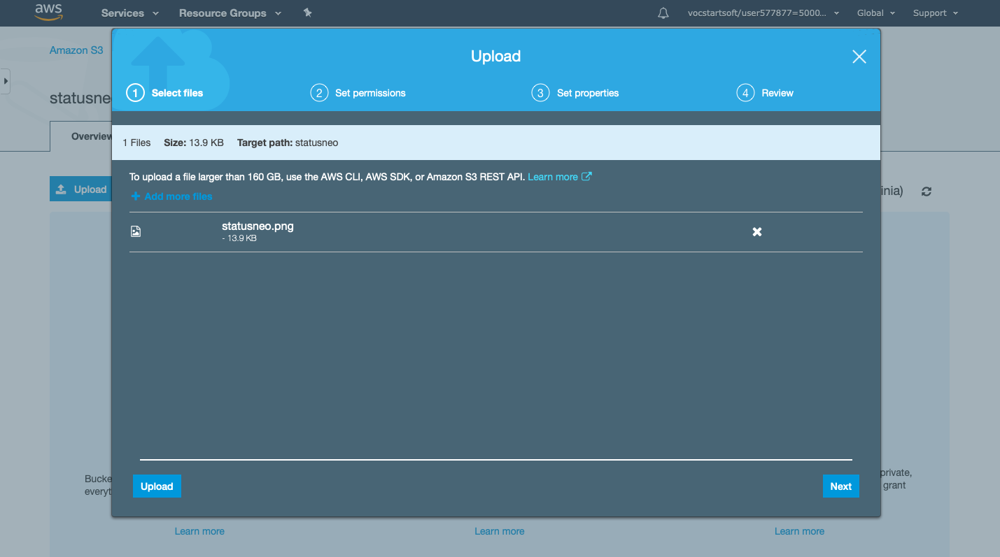 aws
Services
Resource Groups
vocstartsoft/user577877=5000...
Global
Support
Amazon S3
Upload
1 Select files
2 Set permissions
3 Set properties
4 Review
statusne
Overview
1 Files Size: 13.9 KB Target path: statusneo
To upload a file larger than 160 GB, use the AWS CLI, AWS SDK, or Amazon S3 REST API. Learn more
Upload
inia)
+ Add more files
statusneo.png
- 13.9 KB
Bucke
everyt
private,
grant
Upload
Next
Learn more
Learn more
Learn more